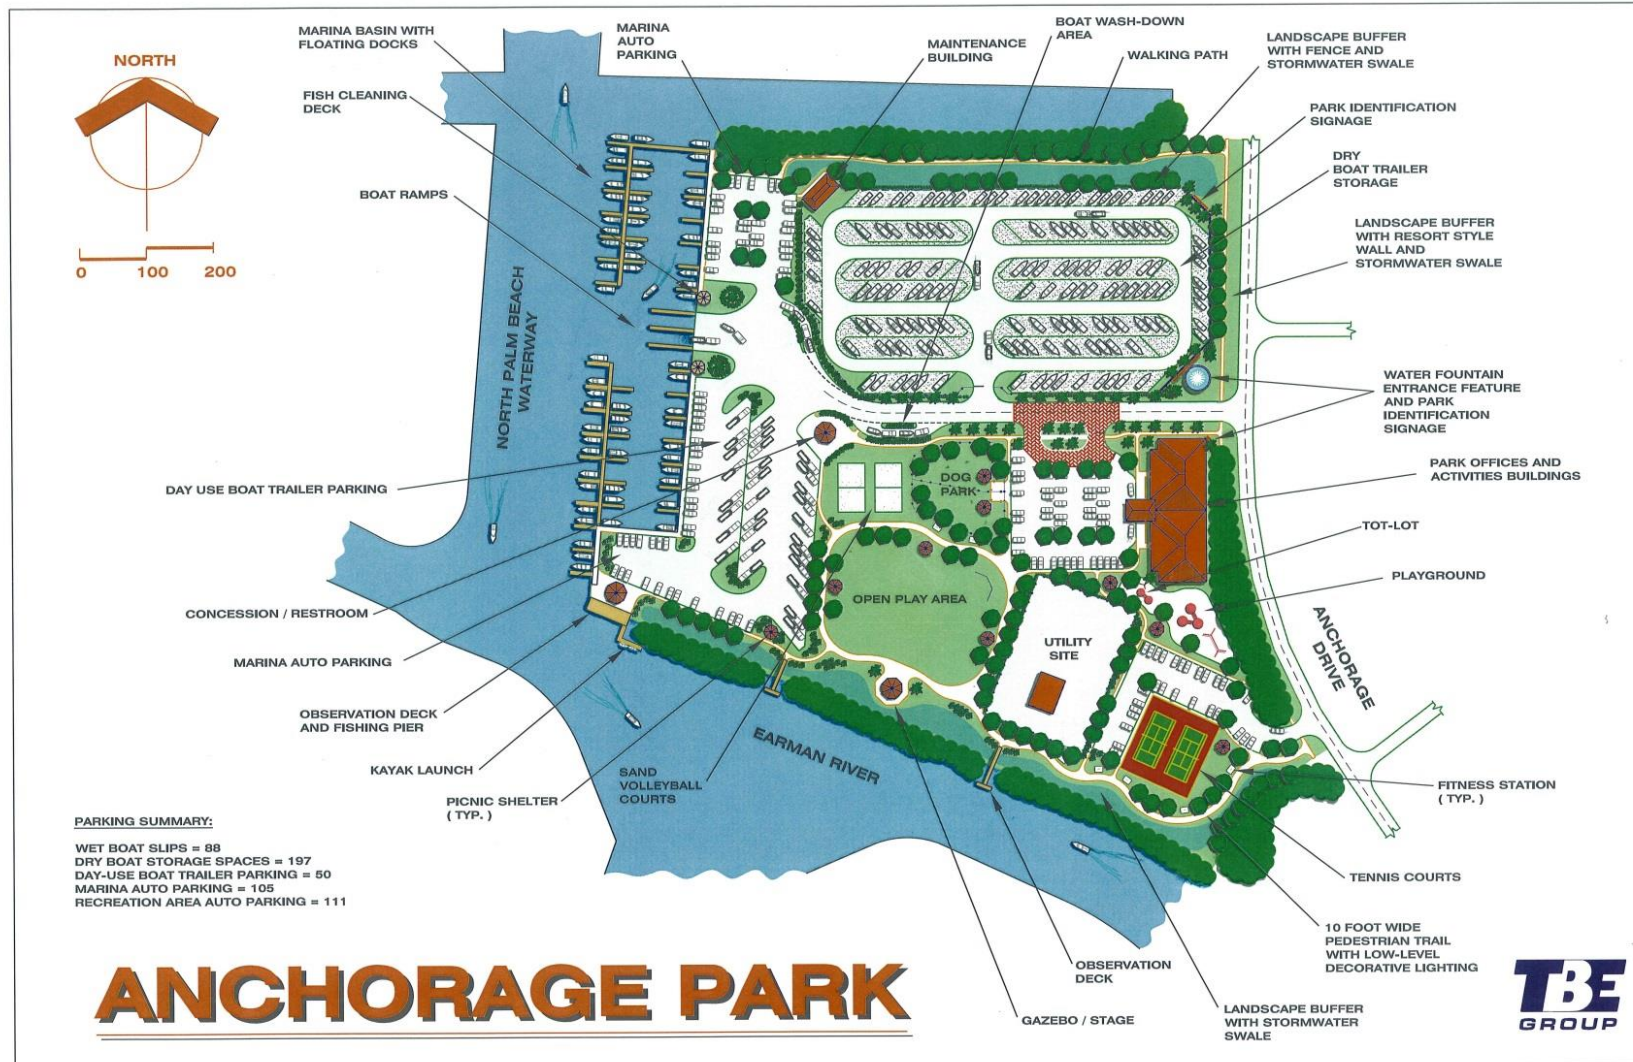 MARINA BASIN WITH
FLOATING DOCKS
MARINA
AUTO
PARKING
MAINTENANCE
BUILDING
BOAT WASH-DOWN
AREA
WALKING PATH
LANDSCAPE BUFFER
WITH FENCE AND
STORMWATER SWALE
NORTH
FISH CLEANING
DECK
PARK IDENTIFICATION
SIGNAGE
DRY
BOAT TRAILER
STORAGE
BOAT RAMPS
LANDSCAPE BUFFER
WITH RESORT STYLE
WALL AND
STORMWATER SWALE
0 100 200
NORTH PALM BEACH
WATERWAY
WATER FOUNTAIN
ENTRANCE FEATURE
AND PARK
IDENTIFICATION
SIGNAGE
DAY USE BOAT TRAILER PARKING
DOG
PARK
PARK OFFICES AND
ACTIVITIES BUILDINGS
TOT-LOT
PLAYGROUND
OPEN PLAY AREA
CONCESSION / RESTROOM
UTILITY
SITE
ANCHORAGE
DRIVE
MARINA AUTO PARKING
OBSERVATION DECK
AND FISHING PIER
EARMAN RIVER
KAYAK LAUNCH
SAND
VOLLEYBALL
COURTS
PICNIC SHELTER
( TYP. )
FITNESS STATION
( TYP. )
PARKING SUMMARY:
WET BOAT SLIPS = 88
DRY BOAT STORAGE SPACES = 197
DAY-USE BOAT TRAILER PARKING = 50
MARINA AUTO PARKING = 105
RECREATION AREA AUTO PARKING = 111
TENNIS COURTS
10 FOOT WIDE
PEDESTRIAN TRAIL
WITH LOW-LEVEL
DECORATIVE LIGHTING
OBSERVATION
DECK
GAZEBO / STAGE
LANDSCAPE BUFFER
WITH STORMWATER
SWALE
ANCHORAGE PARK
TBE
GROUP